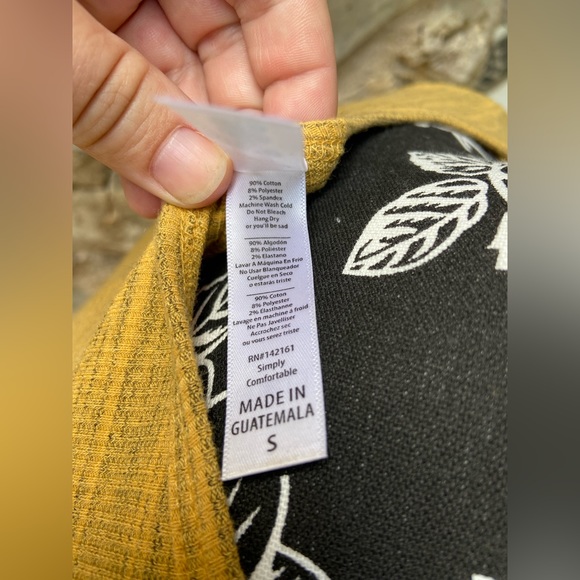 90% Cotton
8% Polyester
2% Spandex
Machine Wash Cold
Do Not Bleach
Hang Dry
or you'll be sad
90% Algodón
8% Poliester
2% Elastano
Lavar A Máquina En Frio
No Usar Blanqueador
Cuelgue en Seco
o estarás triste
90% Coton
8% Polyester
2% Elasthanne
Lavage en machine à froid
Ne Pas Javelliser
Accrochez sec
ou vous serez triste
RN#142161
Simply
Comfortable
MADE IN
GUATEMALA
S